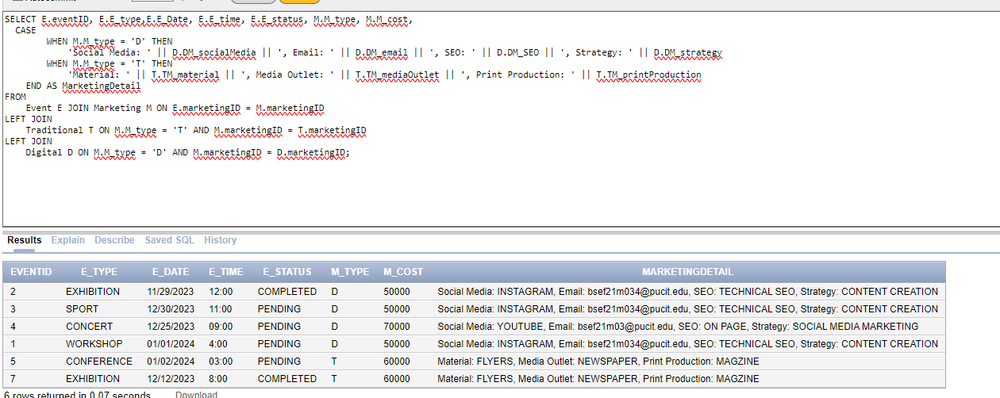 SELECT E.eventID, E.E_type,E.E_Date, E.E_time, E.E_status, M.M_type, M.M_cost,
CASE
WHEN M.M_type = 'D' THEN
'Social Media: ' || D.DM_socialMedia || ', Email: ' || D.DM_email || ', SEO: ' || D.DM_SEO || ', Strategy: ' || D.DM_strategy
WHEN M.M_type = 'T' THEN
'Material: ' || T.TM_material || ', Media Outlet: ' || T.TM_mediaOutlet || ', Print Production: ' || T.TM_printProduction
END AS MarketingDetail
FROM
Event E JOIN Marketing M ON E.marketingID = M.marketingID
LEFT JOIN
Traditional T ON M.M_type = 'T' AND M.marketingID = T.marketingID
LEFT JOIN
Digital D ON M.M_type = 'D' AND M.marketingID = D.marketingID;
Results Explain Describe Saved SQL History
EVENTID E_TYPE E_DATE E_TIME E_STATUS M_TYPE M_COST MARKETINGDETAIL
2 EXHIBITION 11/29/2023 12:00 COMPLETED D 50000 Social Media: INSTAGRAM, Email: bsef21m034@pucit.edu, SEO: TECHNICAL SEO, Strategy: CONTENT CREATION
3 SPORT 12/30/2023 11:00 PENDING D 50000 Social Media: INSTAGRAM, Email: bsef21m034@pucit.edu, SEO: TECHNICAL SEO, Strategy: CONTENT CREATION
4 CONCERT 12/25/2023 09:00 PENDING D 70000 Social Media: YOUTUBE, Email: bsef21m03@pucit.edu, SEO: ON PAGE, Strategy: SOCIAL MEDIA MARKETING
1 WORKSHOP 01/01/2024 4:00 PENDING D 50000 Social Media: INSTAGRAM, Email: bsef21m034@pucit.edu, SEO: TECHNICAL SEO, Strategy: CONTENT CREATION
5 CONFERENCE 01/02/2024 03:00 PENDING T 60000 Material: FLYERS, Media Outlet: NEWSPAPER, Print Production: MAGZINE
7 EXHIBITION 12/12/2023 8:00 COMPLETED T 60000 Material: FLYERS, Media Outlet: NEWSPAPER, Print Production: MAGZINE
6 rows returned in 0.07 seconds Download